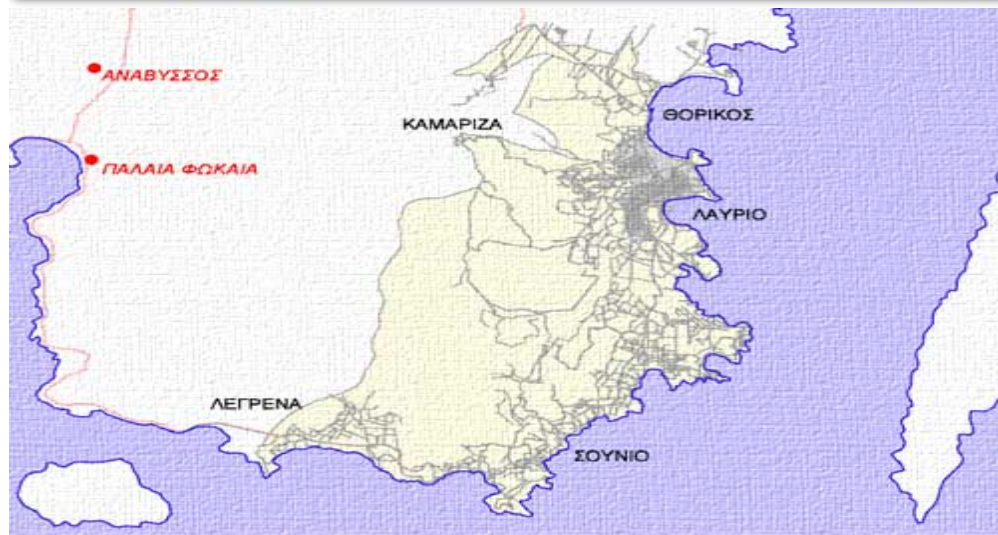 ΑΝΑΒΥΣΣΟΣ
ΘΟΡΙΚΟΣ
ΚΑΜΑΡΙΖΑ
ΠΑΛΑΙΑ ΦΩΚΑΙΑ
ΛΑΥΡΙΟ
ΛΕΓΡΕΝΑ
ΣΟΥΝΙΟ